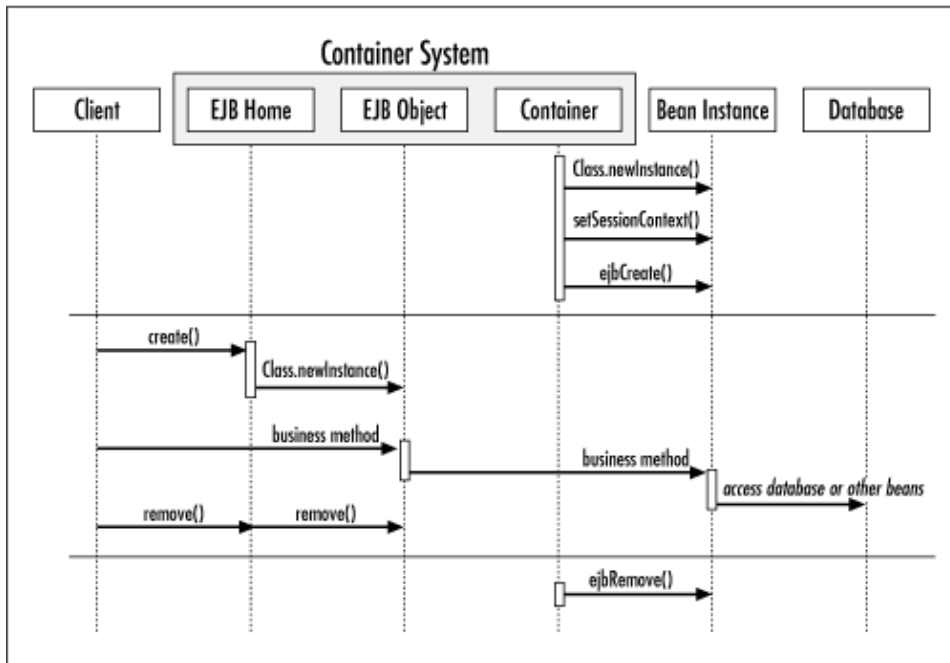 Container System
Client
EJB Home
EJB Object
Container
Bean Instance
Database
Class.newInstance()
setSessionContext()
ejbCreate()
create()
Class.newInstance()
business method
business method
access database or other beans
remove()
remove()
ejbRemove()